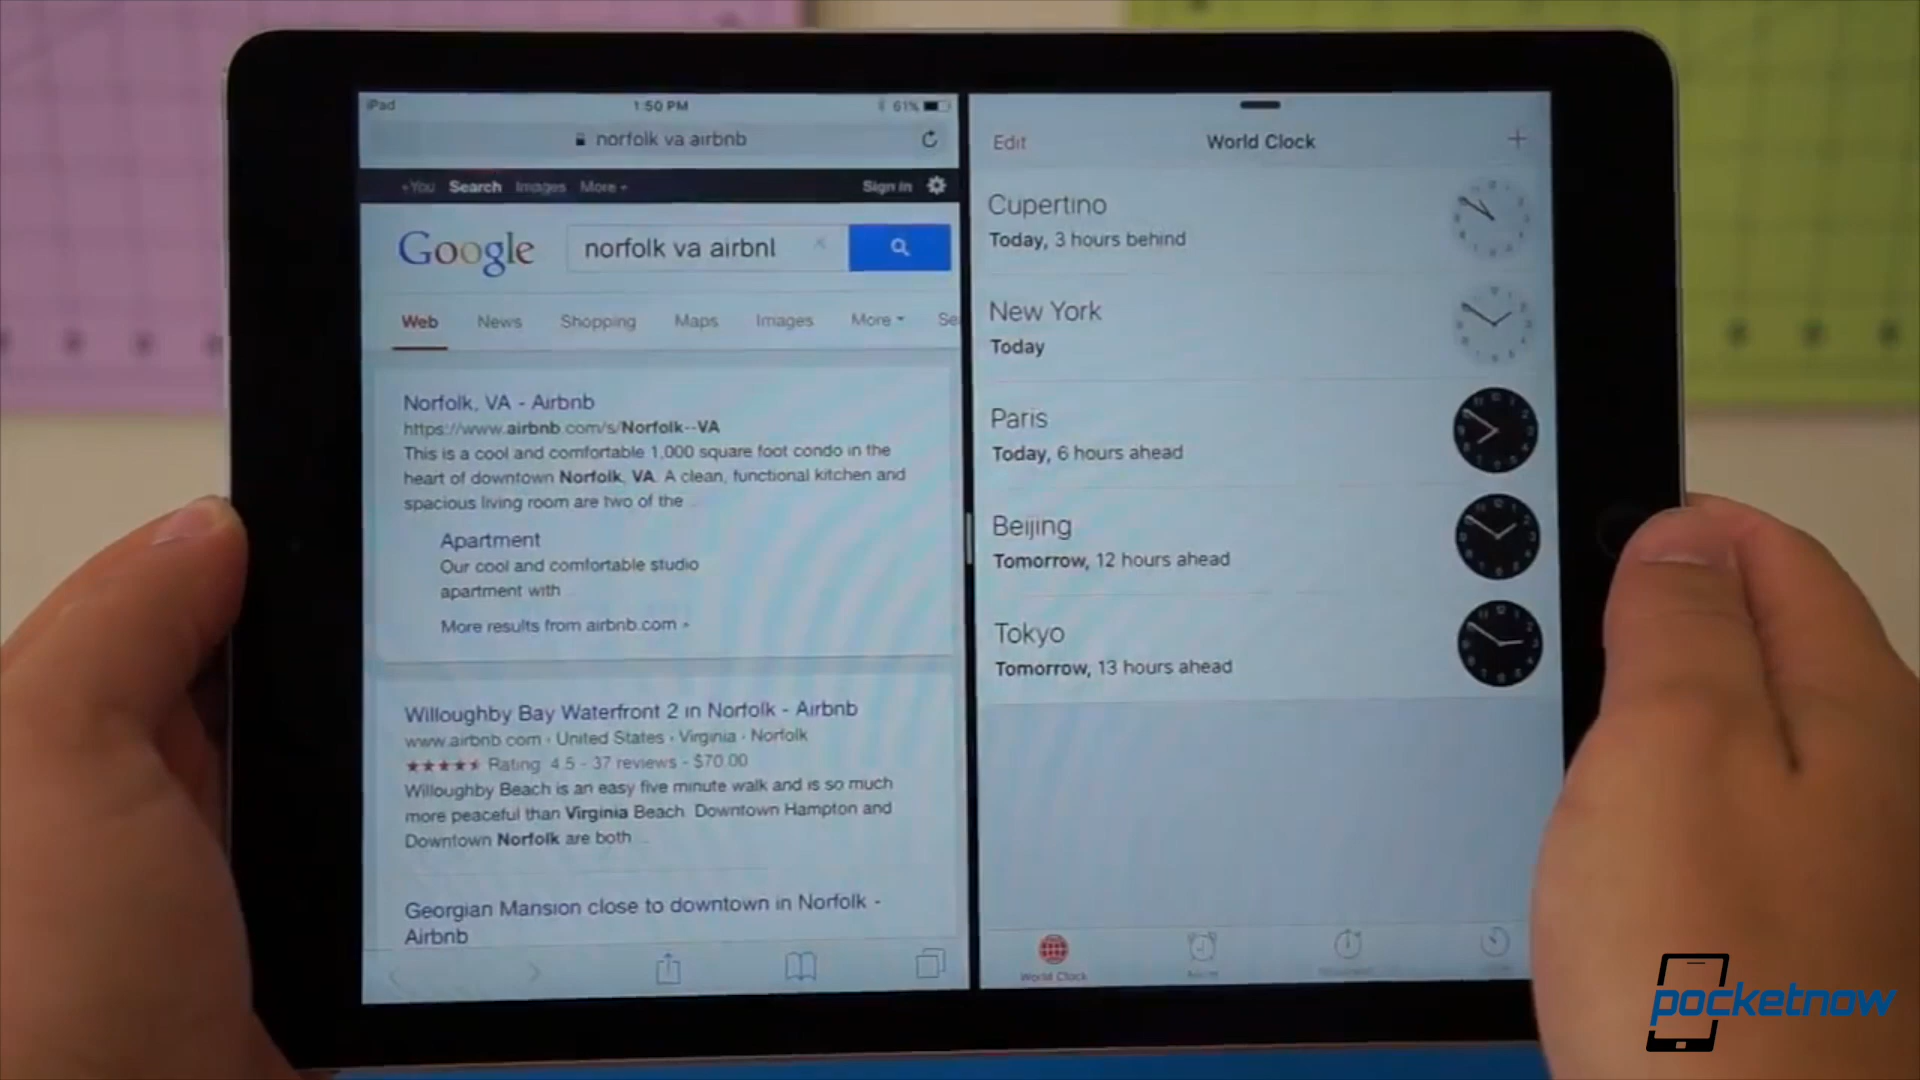 iPad
1:50 PM
61%
norfolk va airbnb
+You Search Images More
Sign in
Google
norfolk va airbnl
Web News Shopping Maps Images More Se
Norfolk, VA - Airbnb
https://www.airbnb.com/s/Norfolk--VA
This is a cool and comfortable 1,000 square foot condo in the
heart of downtown Norfolk, VA. A clean, functional kitchen and
spacious living room are two of the ...
Apartment
Our cool and comfortable studio
apartment with ...
More results from airbnb.com »
Willoughby Bay Waterfront 2 in Norfolk - Airbnb
www.airbnb.com › United States › Virginia › Norfolk
Rating: 4.5 - 37 reviews - $70.00
Willoughby Beach is an easy five minute walk and is so much
more peaceful than Virginia Beach. Downtown Hampton and
Downtown Norfolk are both ...
Georgian Mansion close to downtown in Norfolk -
Airbnb
Edit
World Clock
+
Cupertino
Today, 3 hours behind
New York
Today
Paris
Today, 6 hours ahead
Beijing
Tomorrow, 12 hours ahead
Tokyo
Tomorrow, 13 hours ahead
World Clock
pocketnow